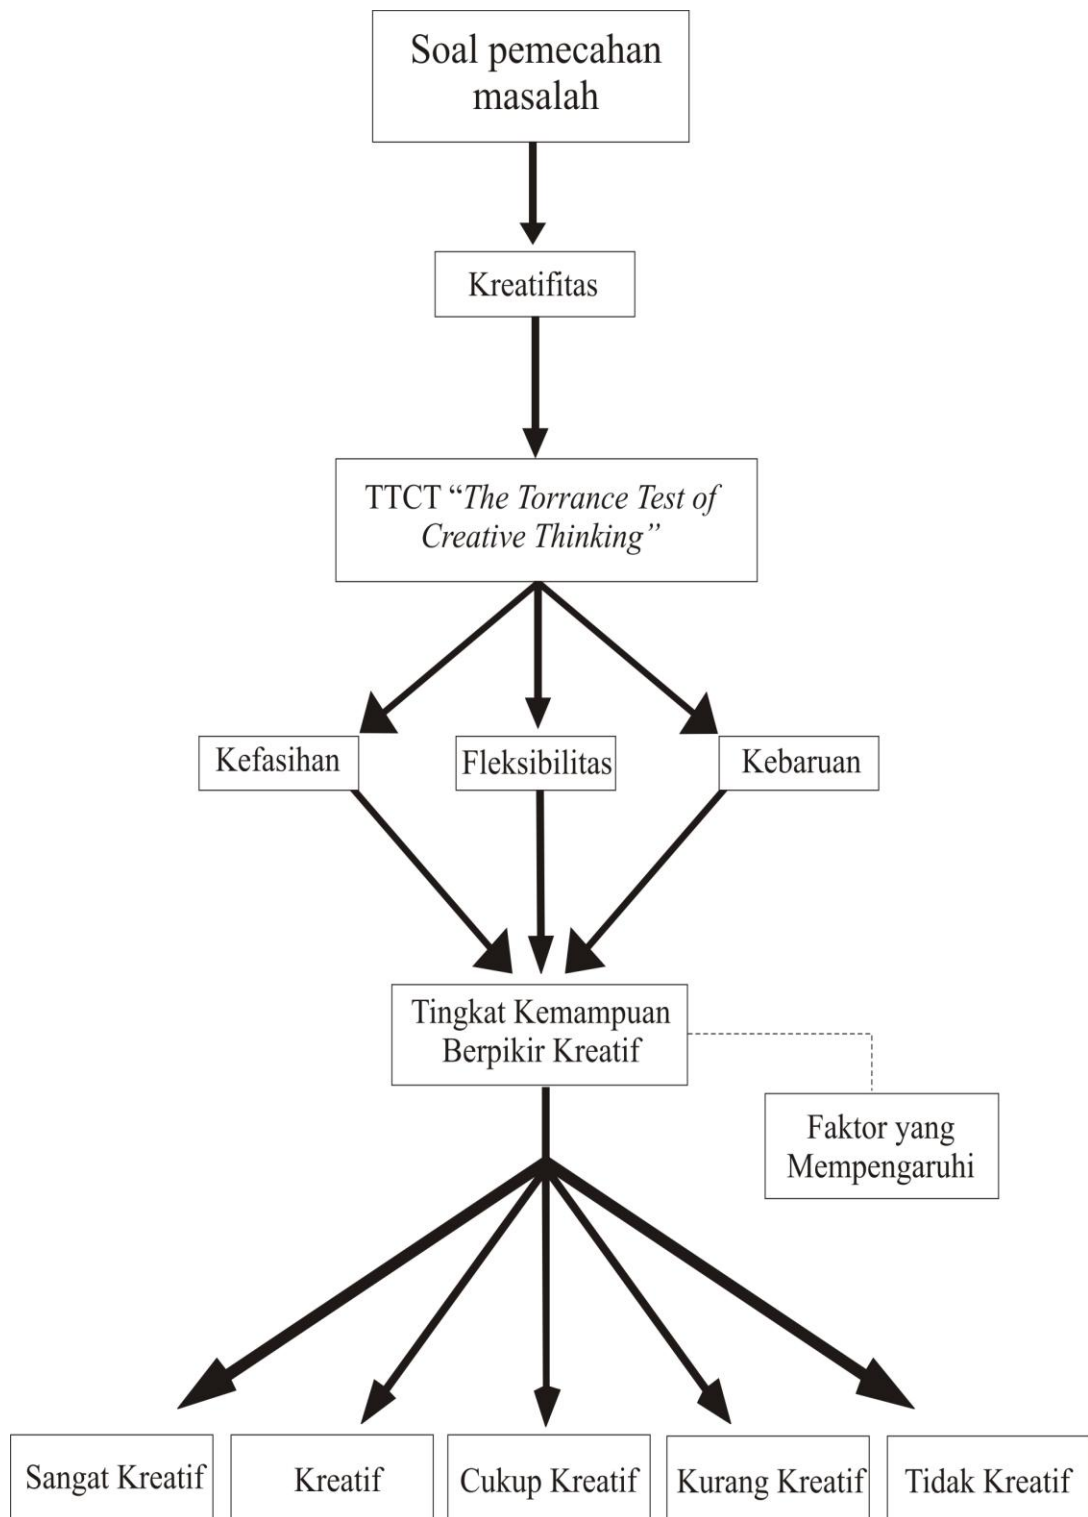 Soal pemecahan
masalah
Kreatifitas
TTCT “The Torrance Test of
Creative Thinking”
Kefasihan
Fleksibilitas
Kebaruan
Tingkat Kemampuan
Berpikir Kreatif
Faktor yang
Mempengaruhi
Sangat Kreatif
Kreatif
Cukup Kreatif
Kurang Kreatif
Tidak Kreatif